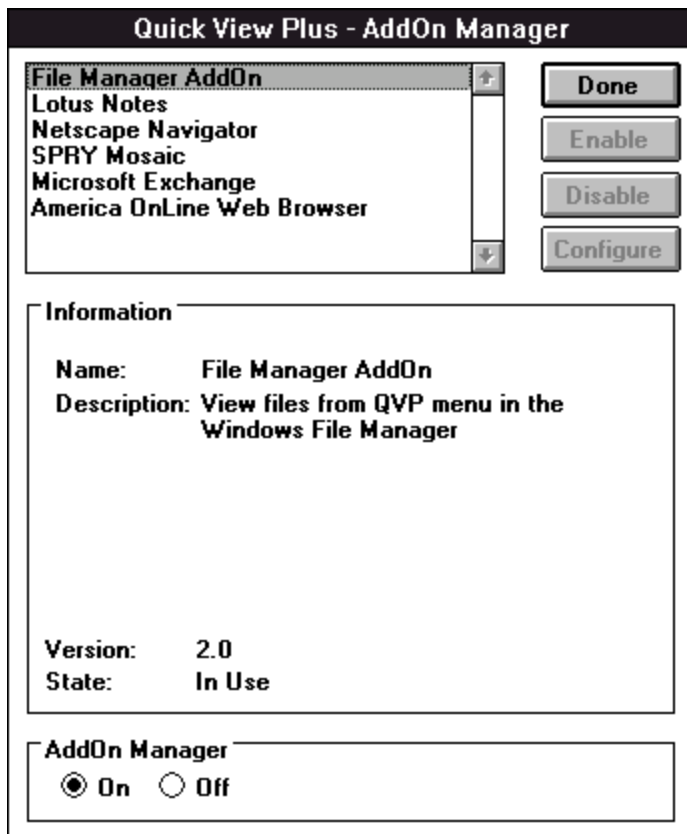 Quick View Plus - AddOn Manager
File Manager AddOn
Lotus Notes
Netscape Navigator
SPRY Mosaic
Microsoft Exchange
America OnLine Web Browser
Done
Enable
Disable
Configure
Information
Name: File Manager AddOn
Description: View files from QVP menu in the
Windows File Manager
Version: 2.0
State: In Use
AddOn Manager
On Off